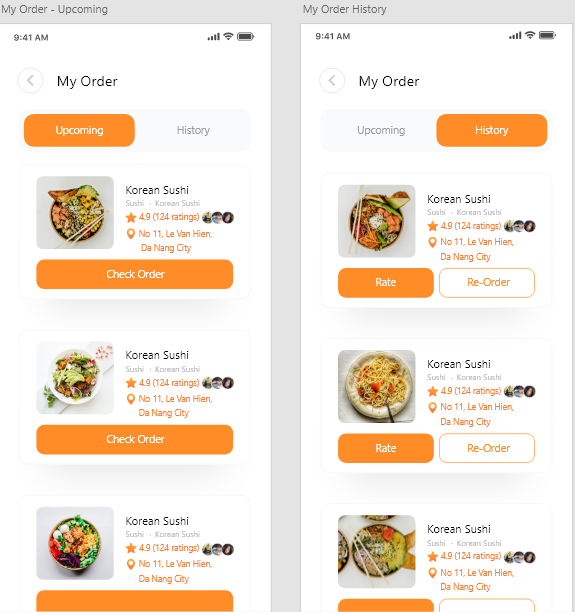 My Order - Upcoming
9:41 AM
My Order
Upcoming
History
Korean Sushi
Sushi · Korean Sushi
4.9 (124 ratings)
No 11, Le Van Hien,
Da Nang City
Check Order
Korean Sushi
Sushi · Korean Sushi
4.9 (124 ratings)
No 11, Le Van Hien,
Da Nang City
Check Order
Korean Sushi
Sushi · Korean Sushi
4.9 (124 ratings)
No 11, Le Van Hien,
Da Nang City
My Order History
9:41 AM
My Order
Upcoming
History
Korean Sushi
Sushi · Korean Sushi
4.9 (124 ratings)
No 11, Le Van Hien,
Da Nang City
Rate
Re-Order
Korean Sushi
Sushi · Korean Sushi
4.9 (124 ratings)
No 11, Le Van Hien,
Da Nang City
Rate
Re-Order
Korean Sushi
Sushi · Korean Sushi
4.9 (124 ratings)
No 11, Le Van Hien,
Da Nang City